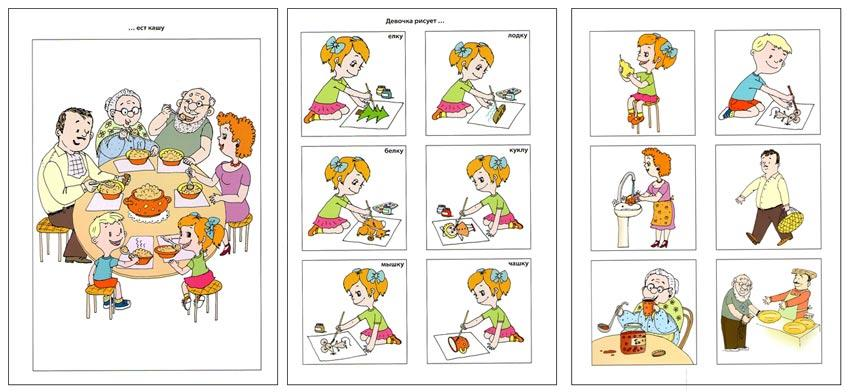 ... ест кашу
Девочка рисует ...
елку
лодку
белку
куклу
мышку
чашку